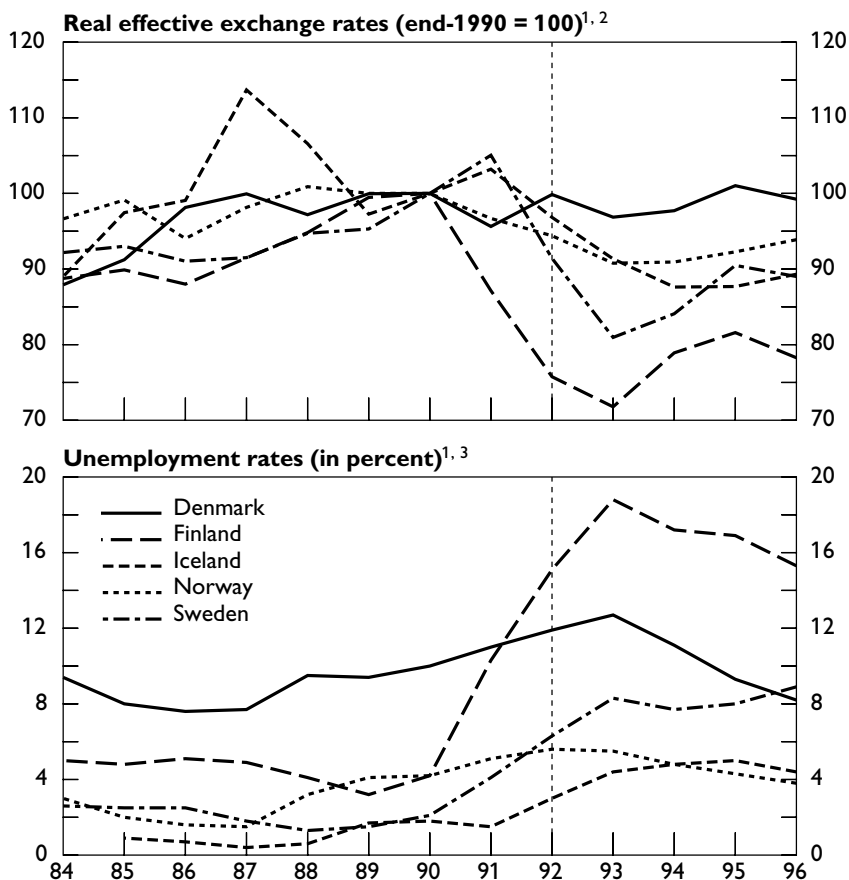 Real effective exchange rates (end-1990 = 100)1, 2
120 120
110 110
100 100
90 90
80 80
70 70
Unemployment rates (in percent)1, 3
20 20
Denmark
16 Finland 16
Iceland
Norway
12 Sweden 12
8 8
4 4
0 0
84 85 86 87 88 89 90 91 92 93 94 95 96